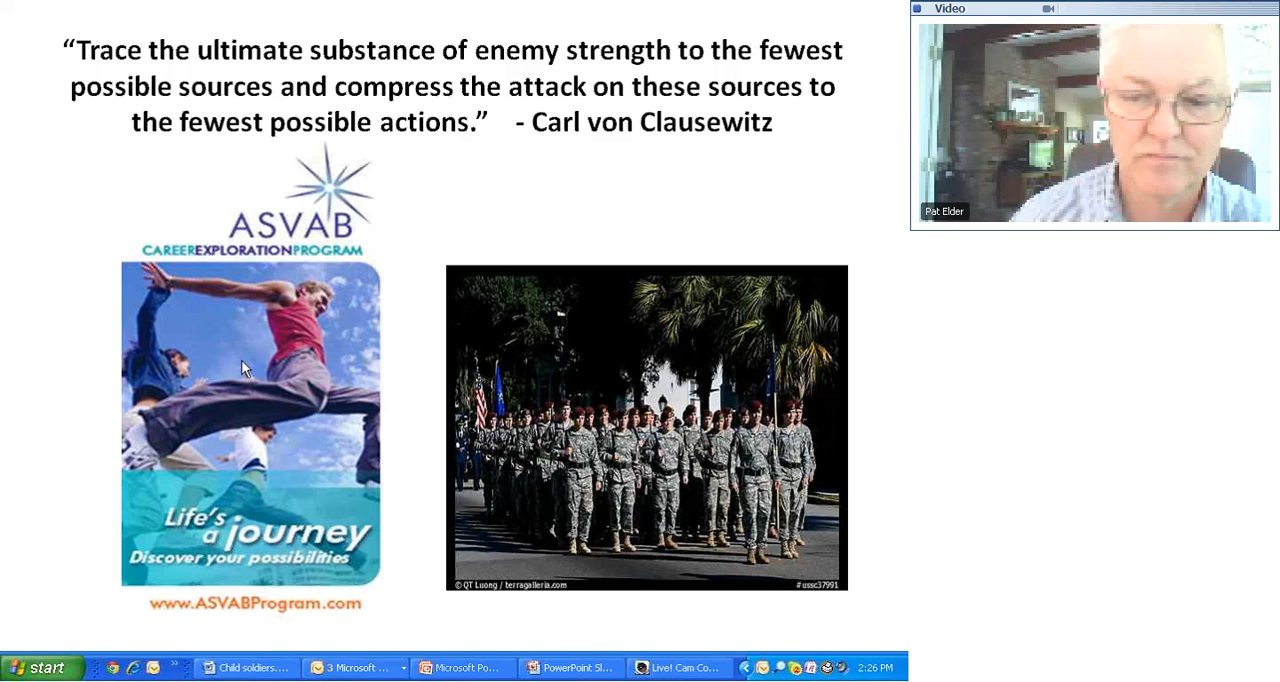 “Trace the ultimate substance of enemy strength to the fewest
possible sources and compress the attack on these sources to
the fewest possible actions.” - Carl von Clausewitz
ASVAB
CAREEREXPLORATIONPROGRAM
Life's
a journey
Discover your possibilities
www.ASVABProgram.com
© QT Luong / terragalleria.com
# ussc37991
Video
Pat Elder
start
Child soldiers....
3 Microsoft ...
Microsoft Po...
PowerPoint Sl...
Live! Cam Co...
2:26 PM